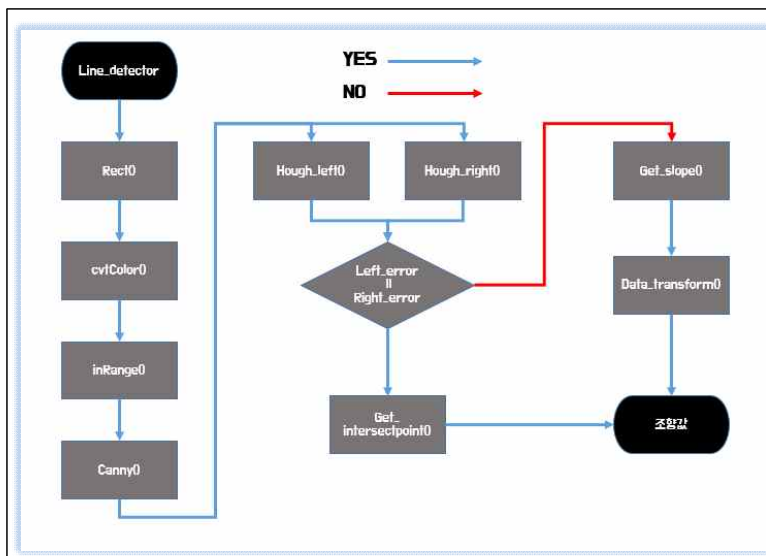 Line_detector
YES
NO
Rect()
cvtColor()
inRange()
Canny()
Hough_left()
Hough_right()
Left_error
||
Right_error
Get_
intersectpoint()
Get_slope()
Data_transform()
조향값